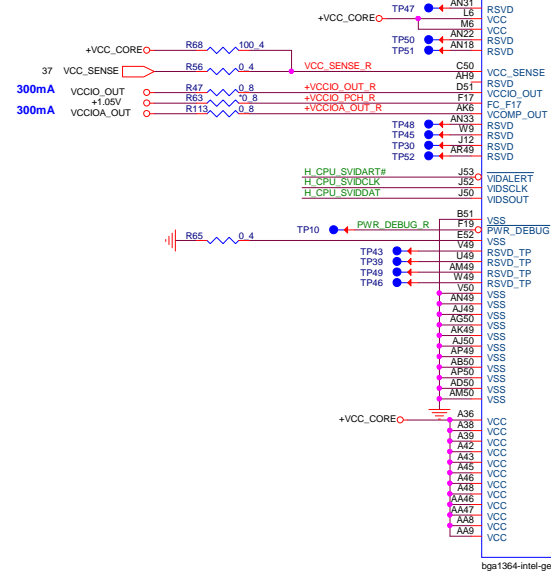 TP47 AN31 RSVD
+VCC_CORE L6 VCC
M6 VCC
TP50 AN22 RSVD
TP51 AN18 RSVD
+VCC_CORE R68 100_4
37 VCC_SENSE R56 0_4 VCC_SENSE_R C50 VCC_SENSE
AH9 RSVD
300mA VCCIO_OUT R47 0_8 +VCCIO_OUT_R D51 VCCIO_OUT
+1.05V R63 *0_8 +VCCIO_PCH_R F17 FC_F17
300mA VCCIOA_OUT R113 0_8 +VCCIOA_OUT_R AK6 VCOMP_OUT
TP48 AN33 RSVD
TP45 W9 RSVD
TP30 J12 RSVD
TP52 AR49 RSVD
H_CPU_SVIDART# J53 VIDALERT
H_CPU_SVIDCLK J52 VIDSCLK
H_CPU_SVIDDAT J50 VIDSOUT
B51 VSS
TP10 PWR_DEBUG_R F19 PWR_DEBUG
R65 0_4 E52 VSS
TP43 V49 RSVD_TP
TP39 U49 RSVD_TP
TP49 AM49 RSVD_TP
TP46 W49 RSVD_TP
V50 VSS
AN49 VSS
AJ49 VSS
AG50 VSS
AK49 VSS
AJ50 VSS
AP49 VSS
AB50 VSS
AP50 VSS
AD50 VSS
AM50 VSS
+VCC_CORE A36 VCC
A38 VCC
A39 VCC
A42 VCC
A43 VCC
A45 VCC
A46 VCC
A48 VCC
AA46 VCC
AA47 VCC
AA8 VCC
AA9 VCC
bga1364-intel-ge